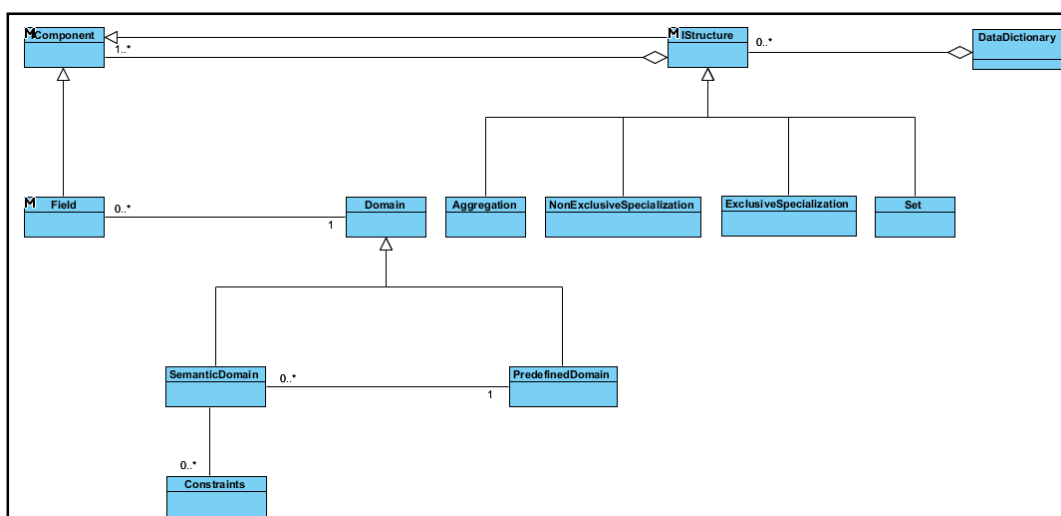 M Component
M IStructure
DataDictionary
1..*
0..*
M Field
Domain
Aggregation
NonExclusiveSpecialization
ExclusiveSpecialization
Set
0..*
1
SemanticDomain
PredefinedDomain
0..*
1
0..*
Constraints